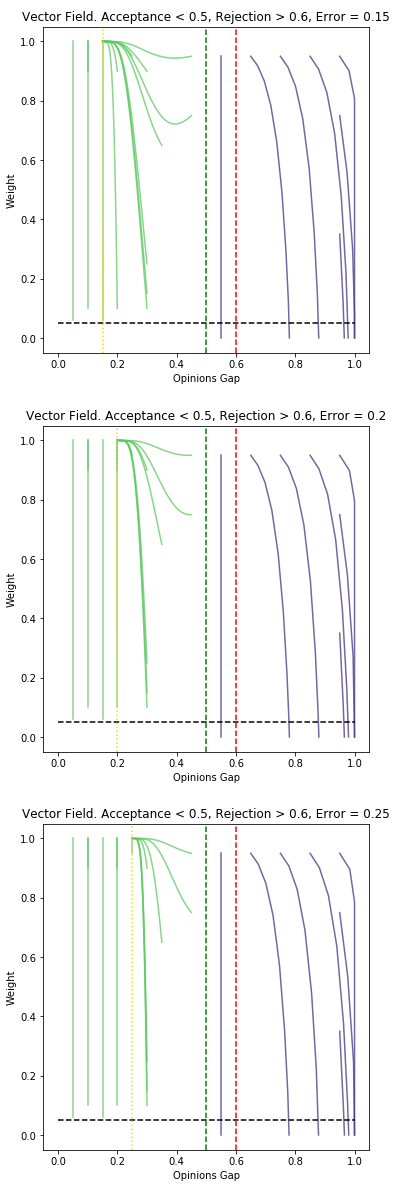 Vector Field. Acceptance < 0.5, Rejection > 0.6, Error = 0.15
1.0
0.8
0.6
0.4
0.2
0.0
Weight
0.0 0.2 0.4 0.6 0.8 1.0
Opinions Gap
Vector Field. Acceptance < 0.5, Rejection > 0.6, Error = 0.2
1.0
0.8
0.6
0.4
0.2
0.0
Weight
0.0 0.2 0.4 0.6 0.8 1.0
Opinions Gap
Vector Field. Acceptance < 0.5, Rejection > 0.6, Error = 0.25
1.0
0.8
0.6
0.4
0.2
0.0
Weight
0.0 0.2 0.4 0.6 0.8 1.0
Opinions Gap